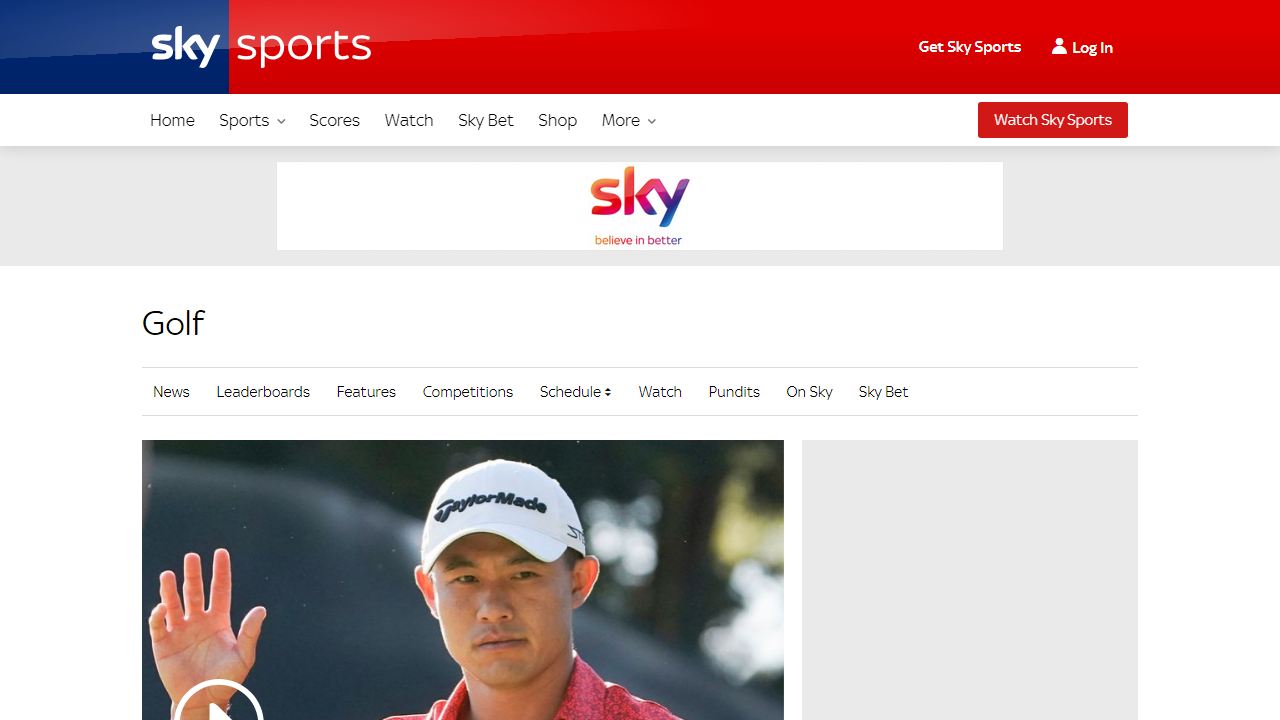 sky sports
Get Sky Sports
Log In
Home
Sports
Scores
Watch
Sky Bet
Shop
More
Watch Sky Sports
sky
believe in better
Golf
News
Leaderboards
Features
Competitions
Schedule
Watch
Pundits
On Sky
Sky Bet
TaylorMade